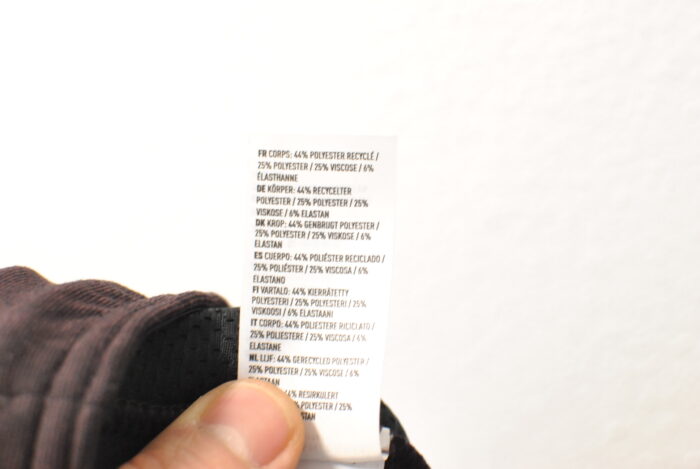 FR CORPS: 44% POLYESTER RECYCLÉ /
25% POLYESTER / 25% VISCOSE / 6%
ÉLASTHANNE
DE KÖRPER: 44% RECYCELTER
POLYESTER / 25% POLYESTER / 25%
VISKOSE / 6% ELASTAN
DK KROP: 44% GENBRUGT POLYESTER /
25% POLYESTER / 25% VISKOSE / 6%
ELASTAN
ES CUERPO: 44% POLIÉSTER RECICLADO /
25% POLIÉSTER / 25% VISCOSA / 6%
ELASTANO
FI VARTALO: 44% KIERRÄTETTY
POLYESTERI / 25% POLYESTERI / 25%
VISKOOSI / 6% ELASTAANI
IT CORPO: 44% POLIESTERE RICICLATO /
25% POLIESTERE / 25% VISCOSA / 6%
ELASTANE
NL LIJF: 44% GERECYCLED POLYESTER /
25% POLYESTER / 25% VISCOSE / 6%
44% RESIRKULERT
% POLYESTER / 25%